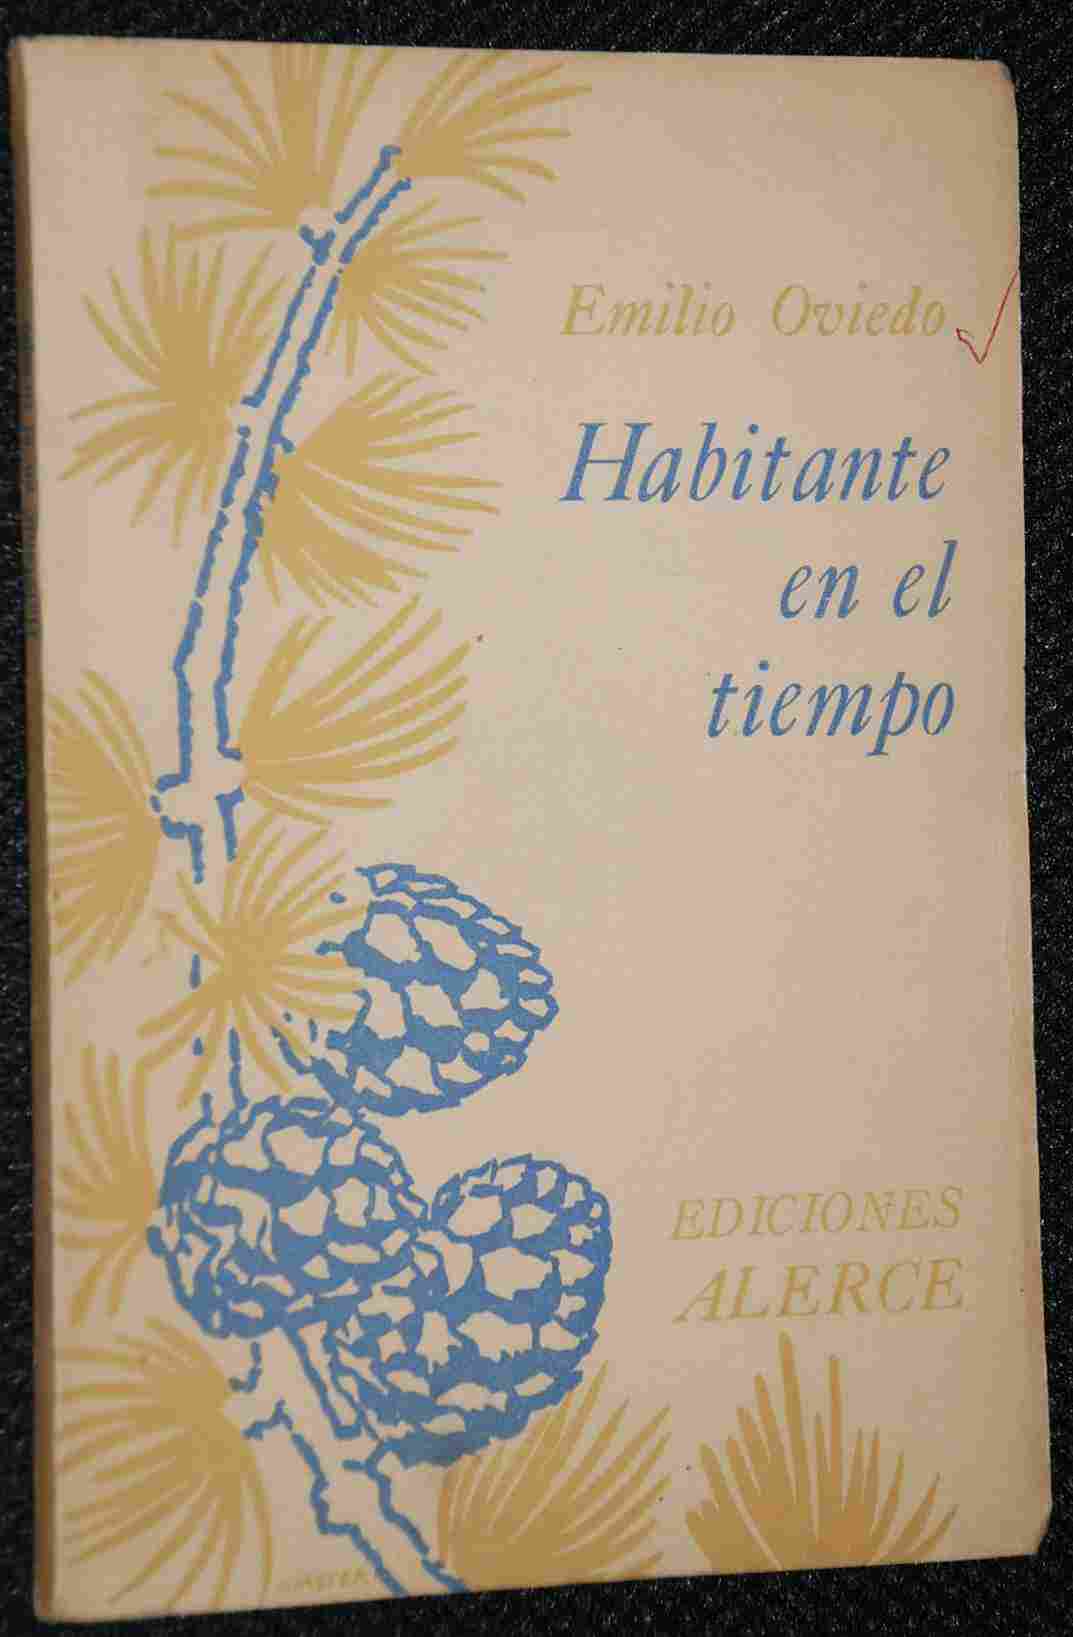 Emilio Oviedo
Habitante
en el
tiempo
EDICIONES
ALERCE